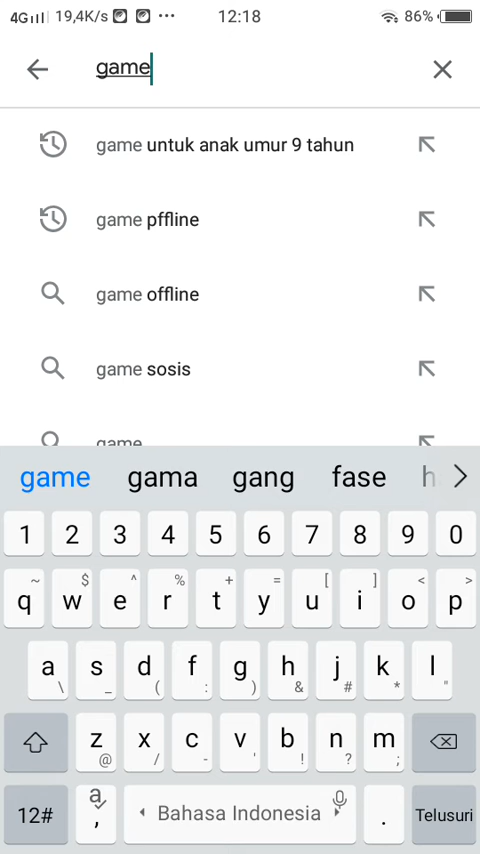 4G 19,4K/s ... 12:18 86%
game
game untuk anak umur 9 tahun
game pffline
game offline
game sosis
game
game gama gang fase h
1 2 3 4 5 6 7 8 9 0
~ $ ^ % + = [ ] < >
q w e r t y u i o p
a s d f g h j k l
\ _ ( : ) & # * "
z x c v b n m
@ / - ' ! ? ;
12# a , Bahasa Indonesia . Telusuri